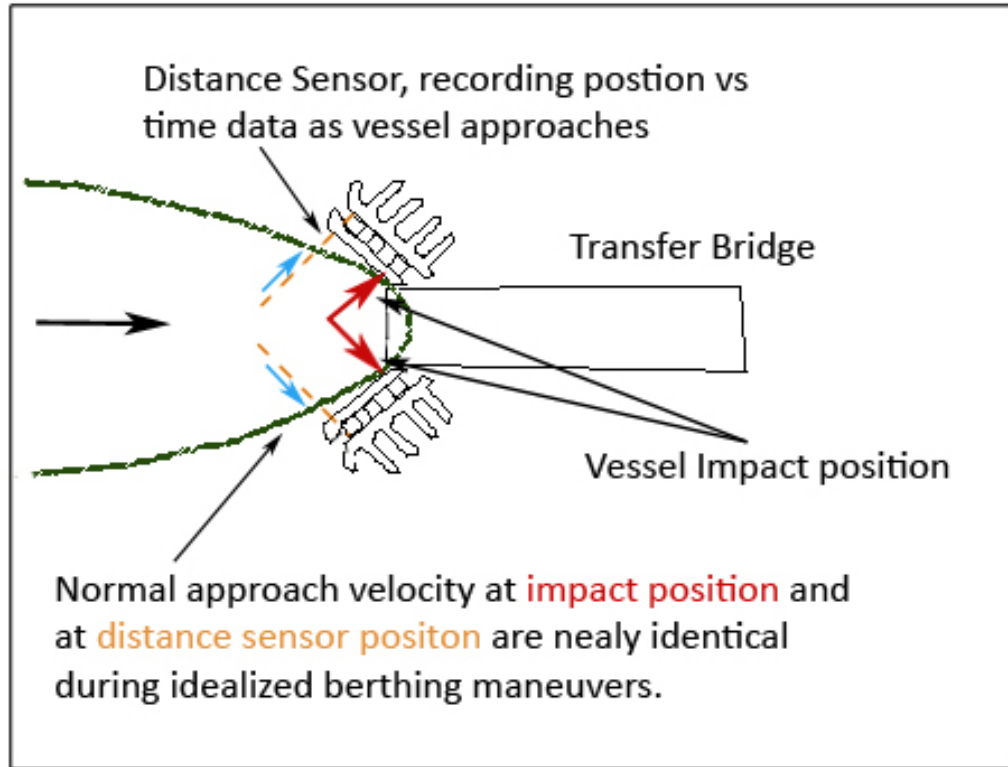 Distance Sensor, recording postion vs
time data as vessel approaches
Transfer Bridge
Vessel Impact position
Normal approach velocity at impact position and
at distance sensor positon are nealy identical
during idealized berthing maneuvers.